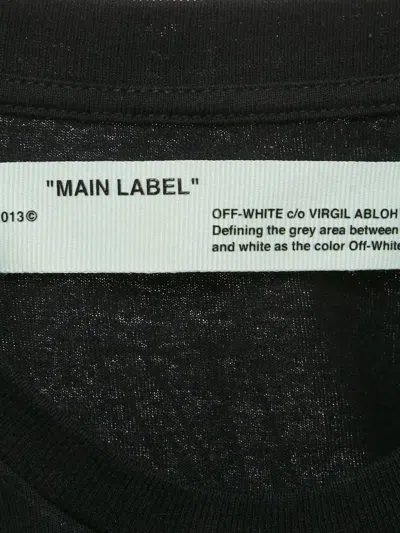 "MAIN LABEL"
013©
OFF-WHITE c/o VIRGIL ABLOH
Defining the grey area between
and white as the color Off-White